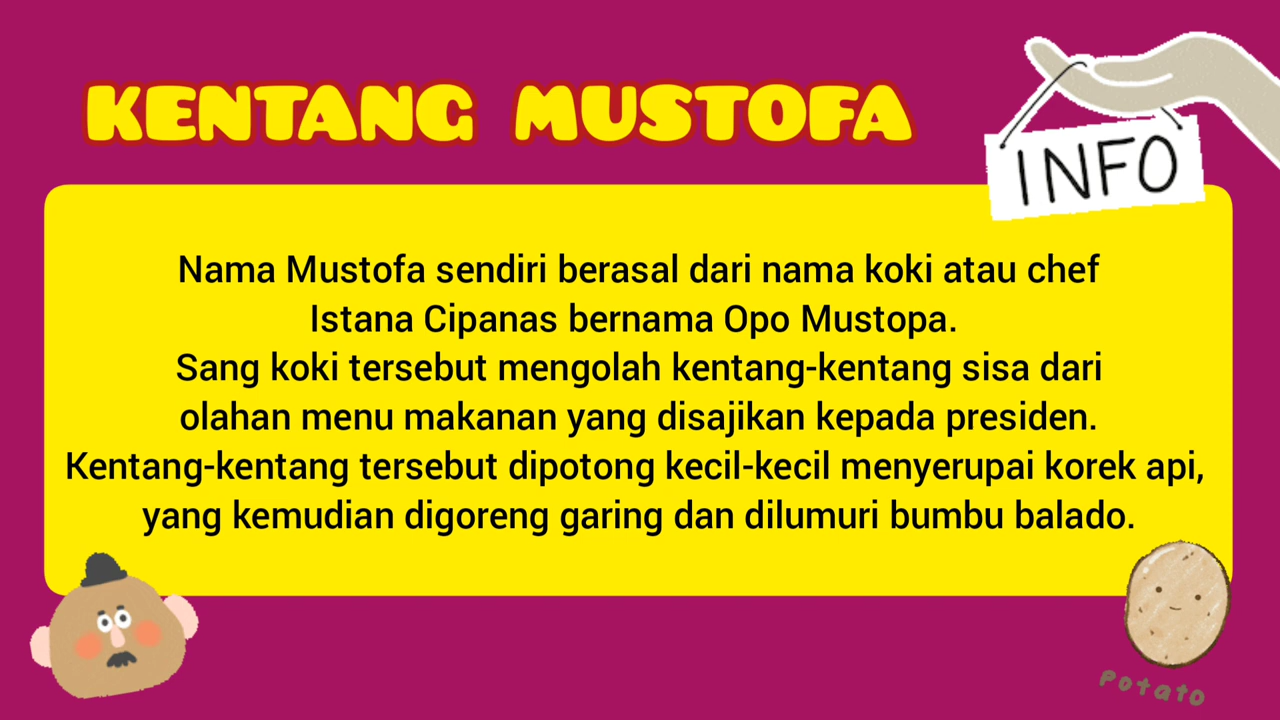 KENTANG MUSTOFA
INFO
Nama Mustofa sendiri berasal dari nama koki atau chef
Istana Cipanas bernama Opo Mustopa.
Sang koki tersebut mengolah kentang-kentang sisa dari
olahan menu makanan yang disajikan kepada presiden.
Kentang-kentang tersebut dipotong kecil-kecil menyerupai korek api,
yang kemudian digoreng garing dan dilumuri bumbu balado.
Potato